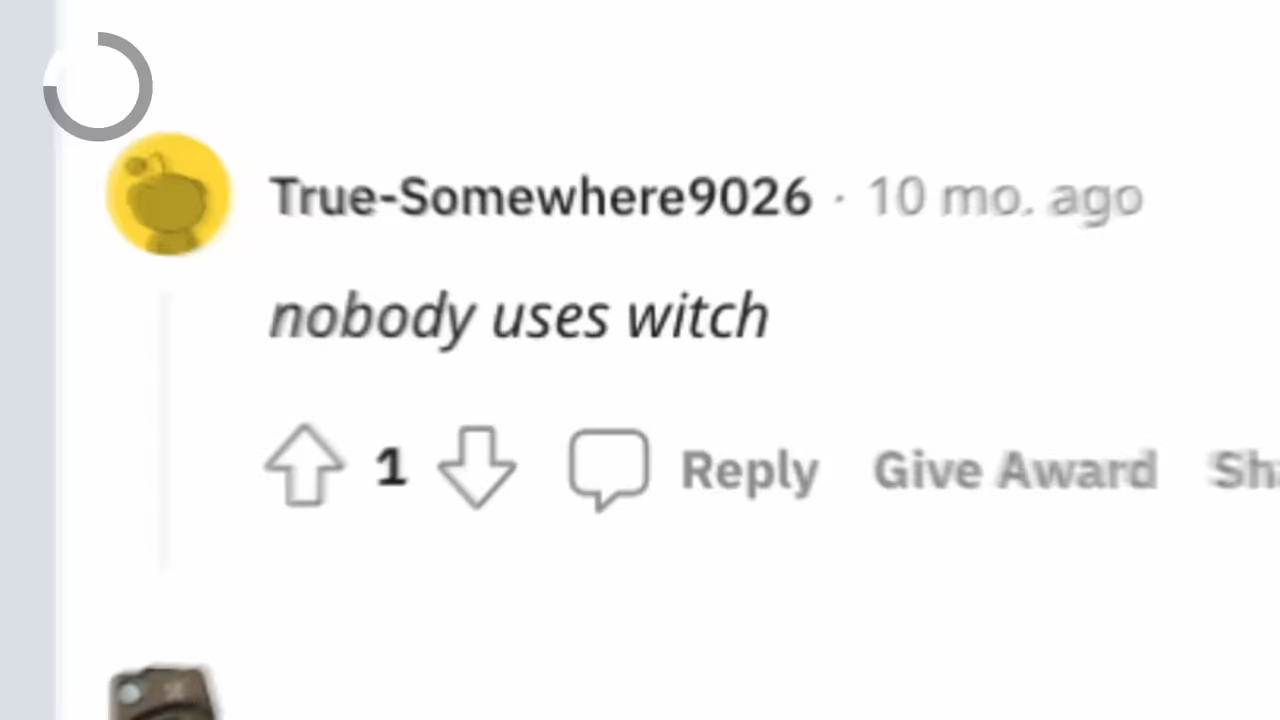 True-Somewhere9026 · 10 mo. ago
nobody uses witch
1 Reply Give Award